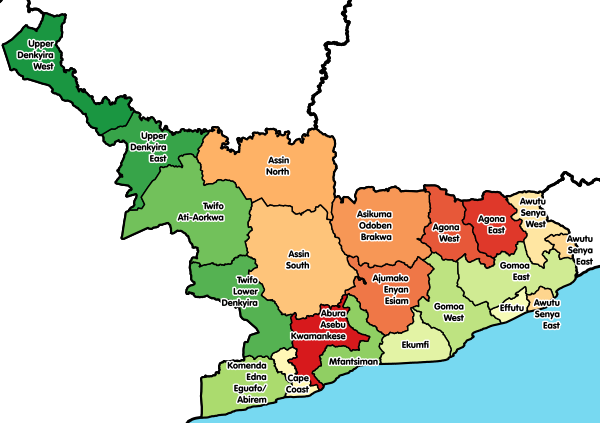 Upper
Denkyira
West
Upper
Denkyira
East
Assin
North
Twifo
Ati-Aorkwa
Asikuma
Odoben
Brakwa
Agona
West
Agona
East
Awutu
Senya
West
Awutu
Senya
East
Assin
South
Gomoa
East
Twifo
Lower
Denkyira
Ajumako
Enyan
Esiam
Gomoa
West
Effutu
Awutu
Senya
East
Abura
Asebu
Kwamankese
Ekumfi
Mfantsiman
Komenda
Edna
Eguafo/
Abirem
Cape
Coast